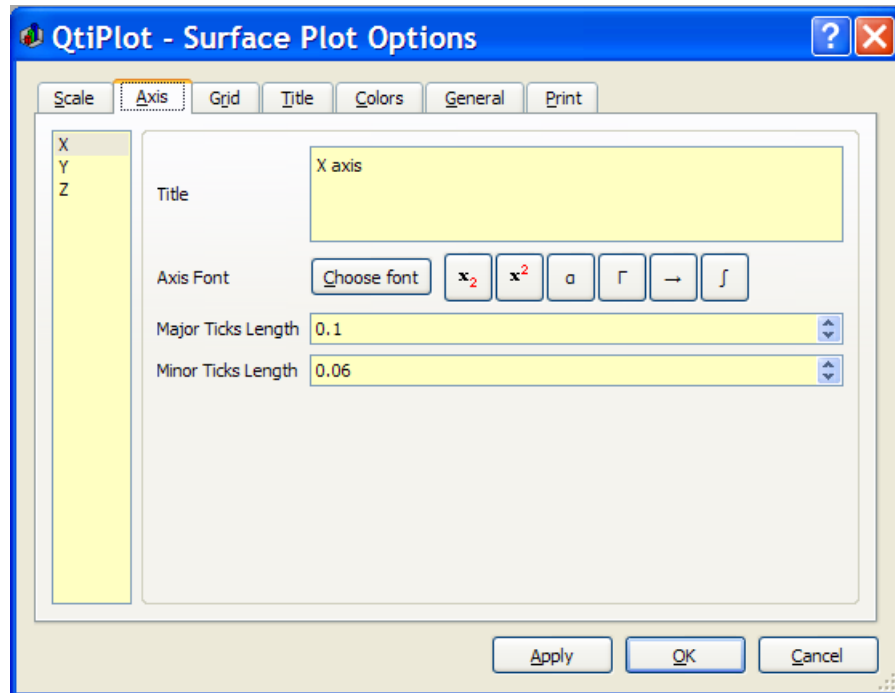 QtiPlot - Surface Plot Options
Scale Axis Grid Title Colors General Print
X
Y
Z
Title
X axis
Axis Font Choose font x₂ x² α Γ → ∫
Major Ticks Length 0.1
Minor Ticks Length 0.06
Apply OK Cancel